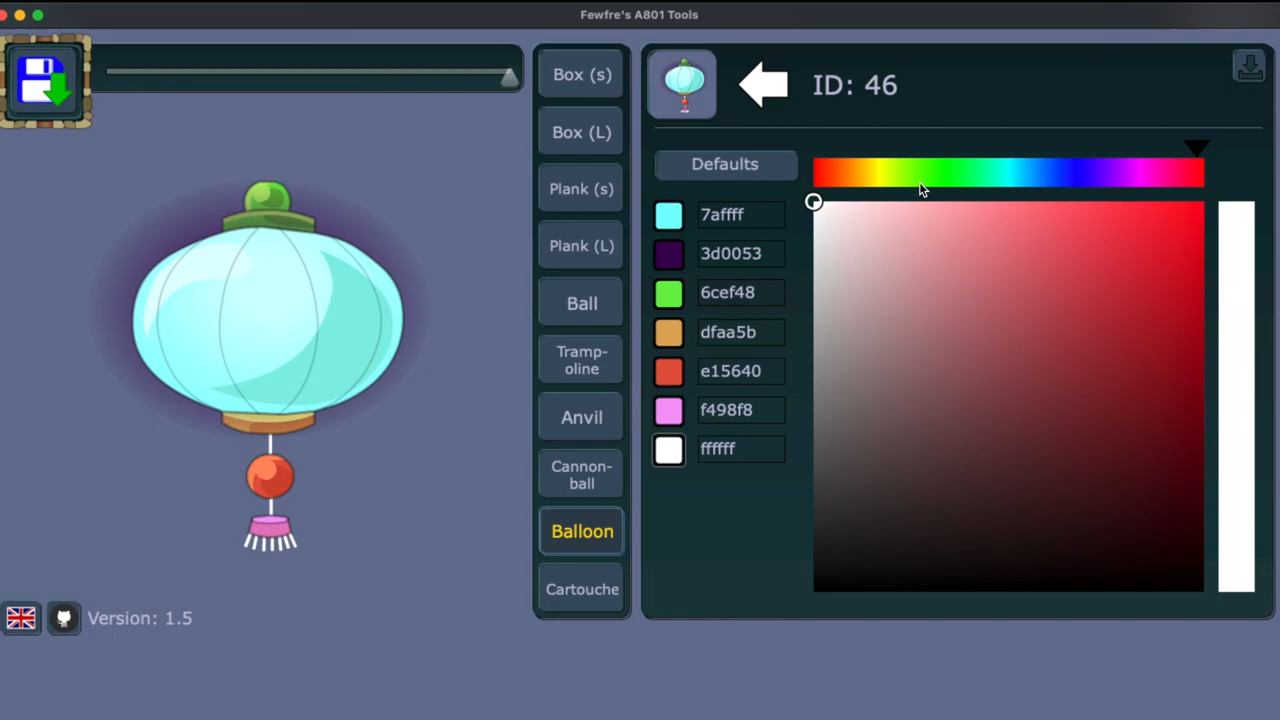 Fewfre's A801 Tools
Box (s)
Box (L)
Plank (s)
Plank (L)
Ball
Tramp-
oline
Anvil
Cannon-
ball
Balloon
Cartouche
ID: 46
Defaults
7affff
3d0053
6cef48
dfaa5b
e15640
f498f8
ffffff
Version: 1.5